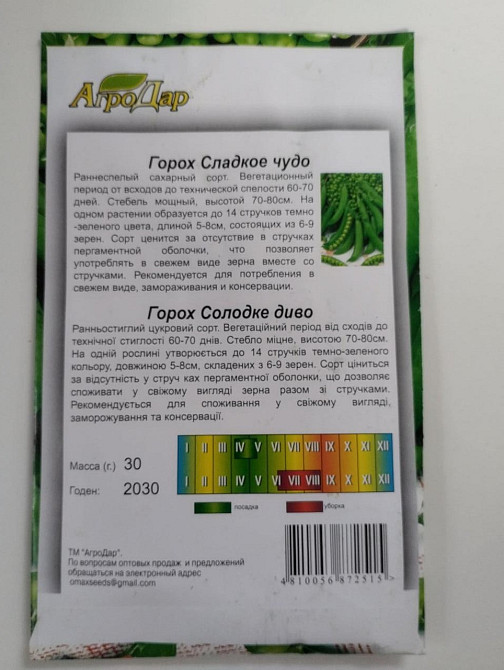 АгроДар
Горох Сладкое чудо
Раннеспелый сахарный сорт. Вегетационный
период от всходов до технической спелости 60-70
дней. Стебель мощный, высотой 70-80см. На
одном растении образуется до 14 стручков темно
-зеленого цвета, длиной 5-8см, состоящих из 6-9
зерен. Сорт ценится за отсутствие в стручках
пергаментной оболочки, что позволяет
употреблять в свежем виде зерна вместе со
стручками. Рекомендуется для потребления в
свежем виде, замораживания и консервации.
Горох Солодке диво
Ранньостиглий цукровий сорт. Вегетаційний період від сходів до
технічної стиглості 60-70 днів. Стебло міцне, висотою 70-80см.
На одній рослині утворюється до 14 стручків темно-зеленого
кольору, довжиною 5-8см, складених з 6-9 зерен. Сорт ціниться
за відсутність у струч ках пергаментної оболонки, що дозволяє
споживати у свіжому вигляді зерна разом зі стручками.
Рекомендується для споживання у свіжому вигляді,
заморожування та консервації.
I II III IV V VI VII VIII IX X XI XII
Масса (г.) 30
I II III IV V VI VII VIII IX X XI XII
Годен: 2030
посадка уборка
ТМ "АгроДар".
По вопросам оптовых продаж и предложений
обращаться на электронный адрес
omaxseeds@gmail.com
4 810056 872515 >